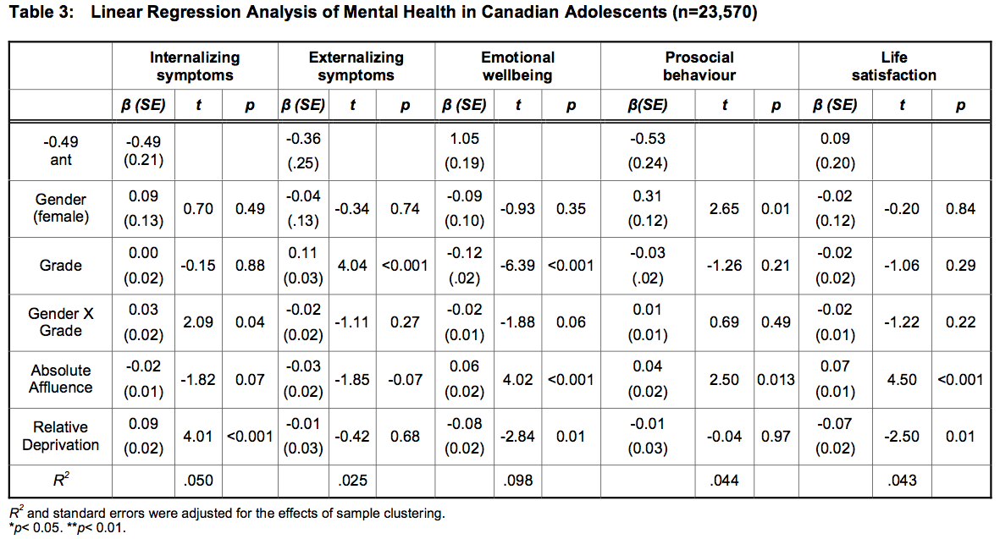 Table 3: Linear Regression Analysis of Mental Health in Canadian Adolescents (n=23,570)
Internalizing symptoms Externalizing symptoms Emotional wellbeing Prosocial behaviour Life satisfaction
β (SE) t p β (SE) t p β (SE) t p β(SE) t p β (SE) t p
-0.49 ant -0.49 (0.21) -0.36 (.25) 1.05 (0.19) -0.53 (0.24) 0.09 (0.20)
Gender (female) 0.09 (0.13) 0.70 0.49 -0.04 (.13) -0.34 0.74 -0.09 (0.10) -0.93 0.35 0.31 (0.12) 2.65 0.01 -0.02 (0.12) -0.20 0.84
Grade 0.00 (0.02) -0.15 0.88 0.11 (0.03) 4.04 <0.001 -0.12 (.02) -6.39 <0.001 -0.03 (.02) -1.26 0.21 -0.02 (0.02) -1.06 0.29
Gender X Grade 0.03 (0.02) 2.09 0.04 -0.02 (0.02) -1.11 0.27 -0.02 (0.01) -1.88 0.06 0.01 (0.01) 0.69 0.49 -0.02 (0.01) -1.22 0.22
Absolute Affluence -0.02 (0.01) -1.82 0.07 -0.03 (0.02) -1.85 -0.07 0.06 (0.02) 4.02 <0.001 0.04 (0.02) 2.50 0.013 0.07 (0.01) 4.50 <0.001
Relative Deprivation 0.09 (0.02) 4.01 <0.001 -0.01 (0.03) -0.42 0.68 -0.08 (0.02) -2.84 0.01 -0.01 (0.03) -0.04 0.97 -0.07 (0.02) -2.50 0.01
R² .050 .025 .098 .044 .043
R² and standard errors were adjusted for the effects of sample clustering.
*p< 0.05. **p< 0.01.